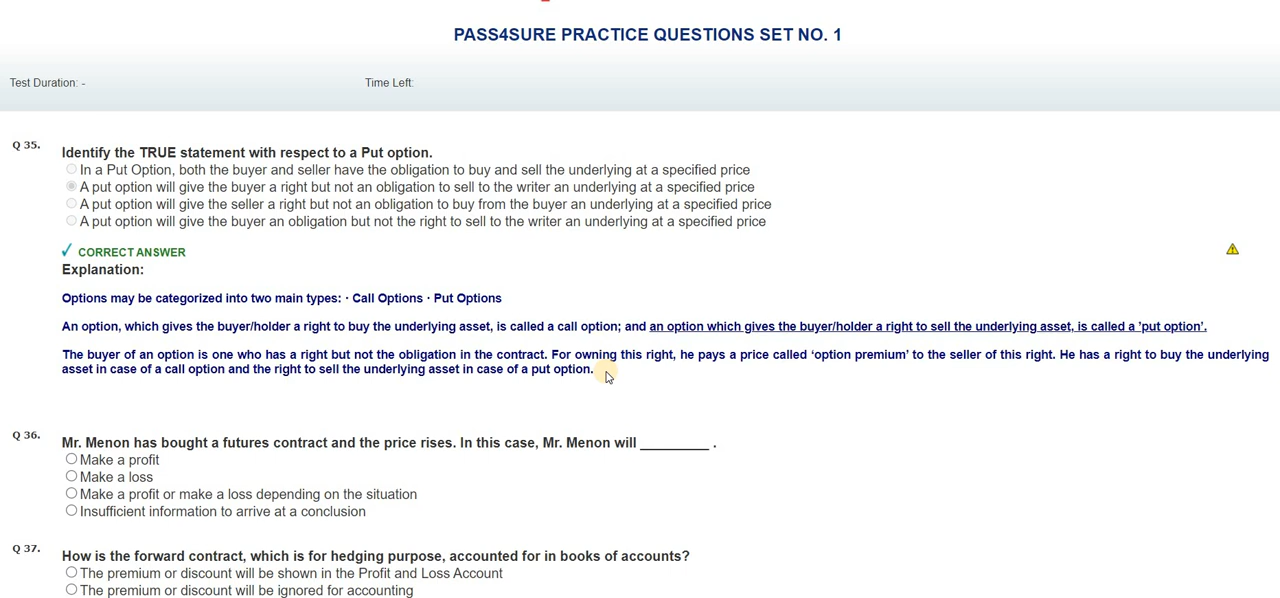 PASS4SURE PRACTICE QUESTIONS SET NO. 1
Test Duration: -
Time Left:
Q 35.
Identify the TRUE statement with respect to a Put option.
In a Put Option, both the buyer and seller have the obligation to buy and sell the underlying at a specified price
A put option will give the buyer a right but not an obligation to sell to the writer an underlying at a specified price
A put option will give the seller a right but not an obligation to buy from the buyer an underlying at a specified price
A put option will give the buyer an obligation but not the right to sell to the writer an underlying at a specified price
✓ CORRECT ANSWER
Explanation:
Options may be categorized into two main types: · Call Options · Put Options
An option, which gives the buyer/holder a right to buy the underlying asset, is called a call option; and an option which gives the buyer/holder a right to sell the underlying asset, is called a 'put option'.
The buyer of an option is one who has a right but not the obligation in the contract. For owning this right, he pays a price called ‘option premium’ to the seller of this right. He has a right to buy the underlying
asset in case of a call option and the right to sell the underlying asset in case of a put option.
Q 36.
Mr. Menon has bought a futures contract and the price rises. In this case, Mr. Menon will _________ .
Make a profit
Make a loss
Make a profit or make a loss depending on the situation
Insufficient information to arrive at a conclusion
Q 37.
How is the forward contract, which is for hedging purpose, accounted for in books of accounts?
The premium or discount will be shown in the Profit and Loss Account
The premium or discount will be ignored for accounting